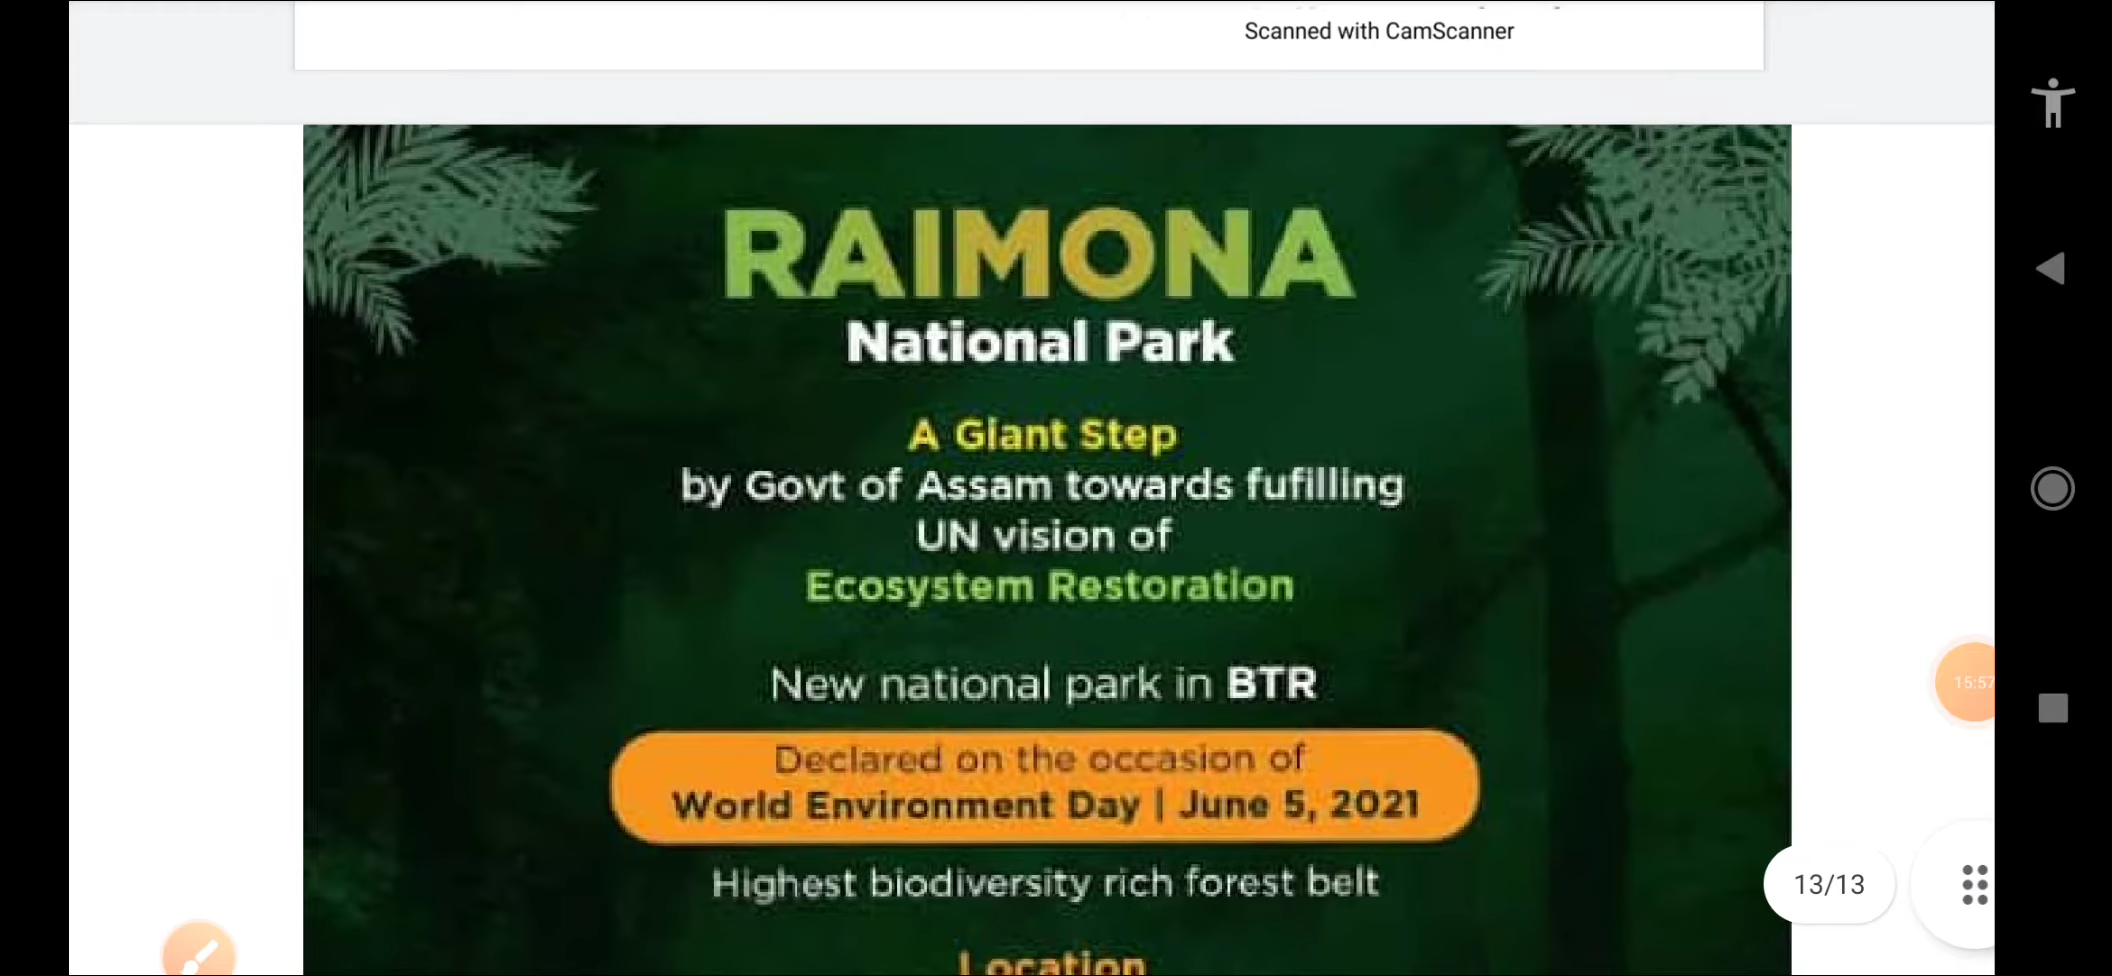 Scanned with CamScanner
RAIMONA
National Park
A Giant Step
by Govt of Assam towards fufilling
UN vision of
Ecosystem Restoration
New national park in BTR
Declared on the occasion of
World Environment Day | June 5, 2021
Highest biodiversity rich forest belt
Location
15:57
13/13